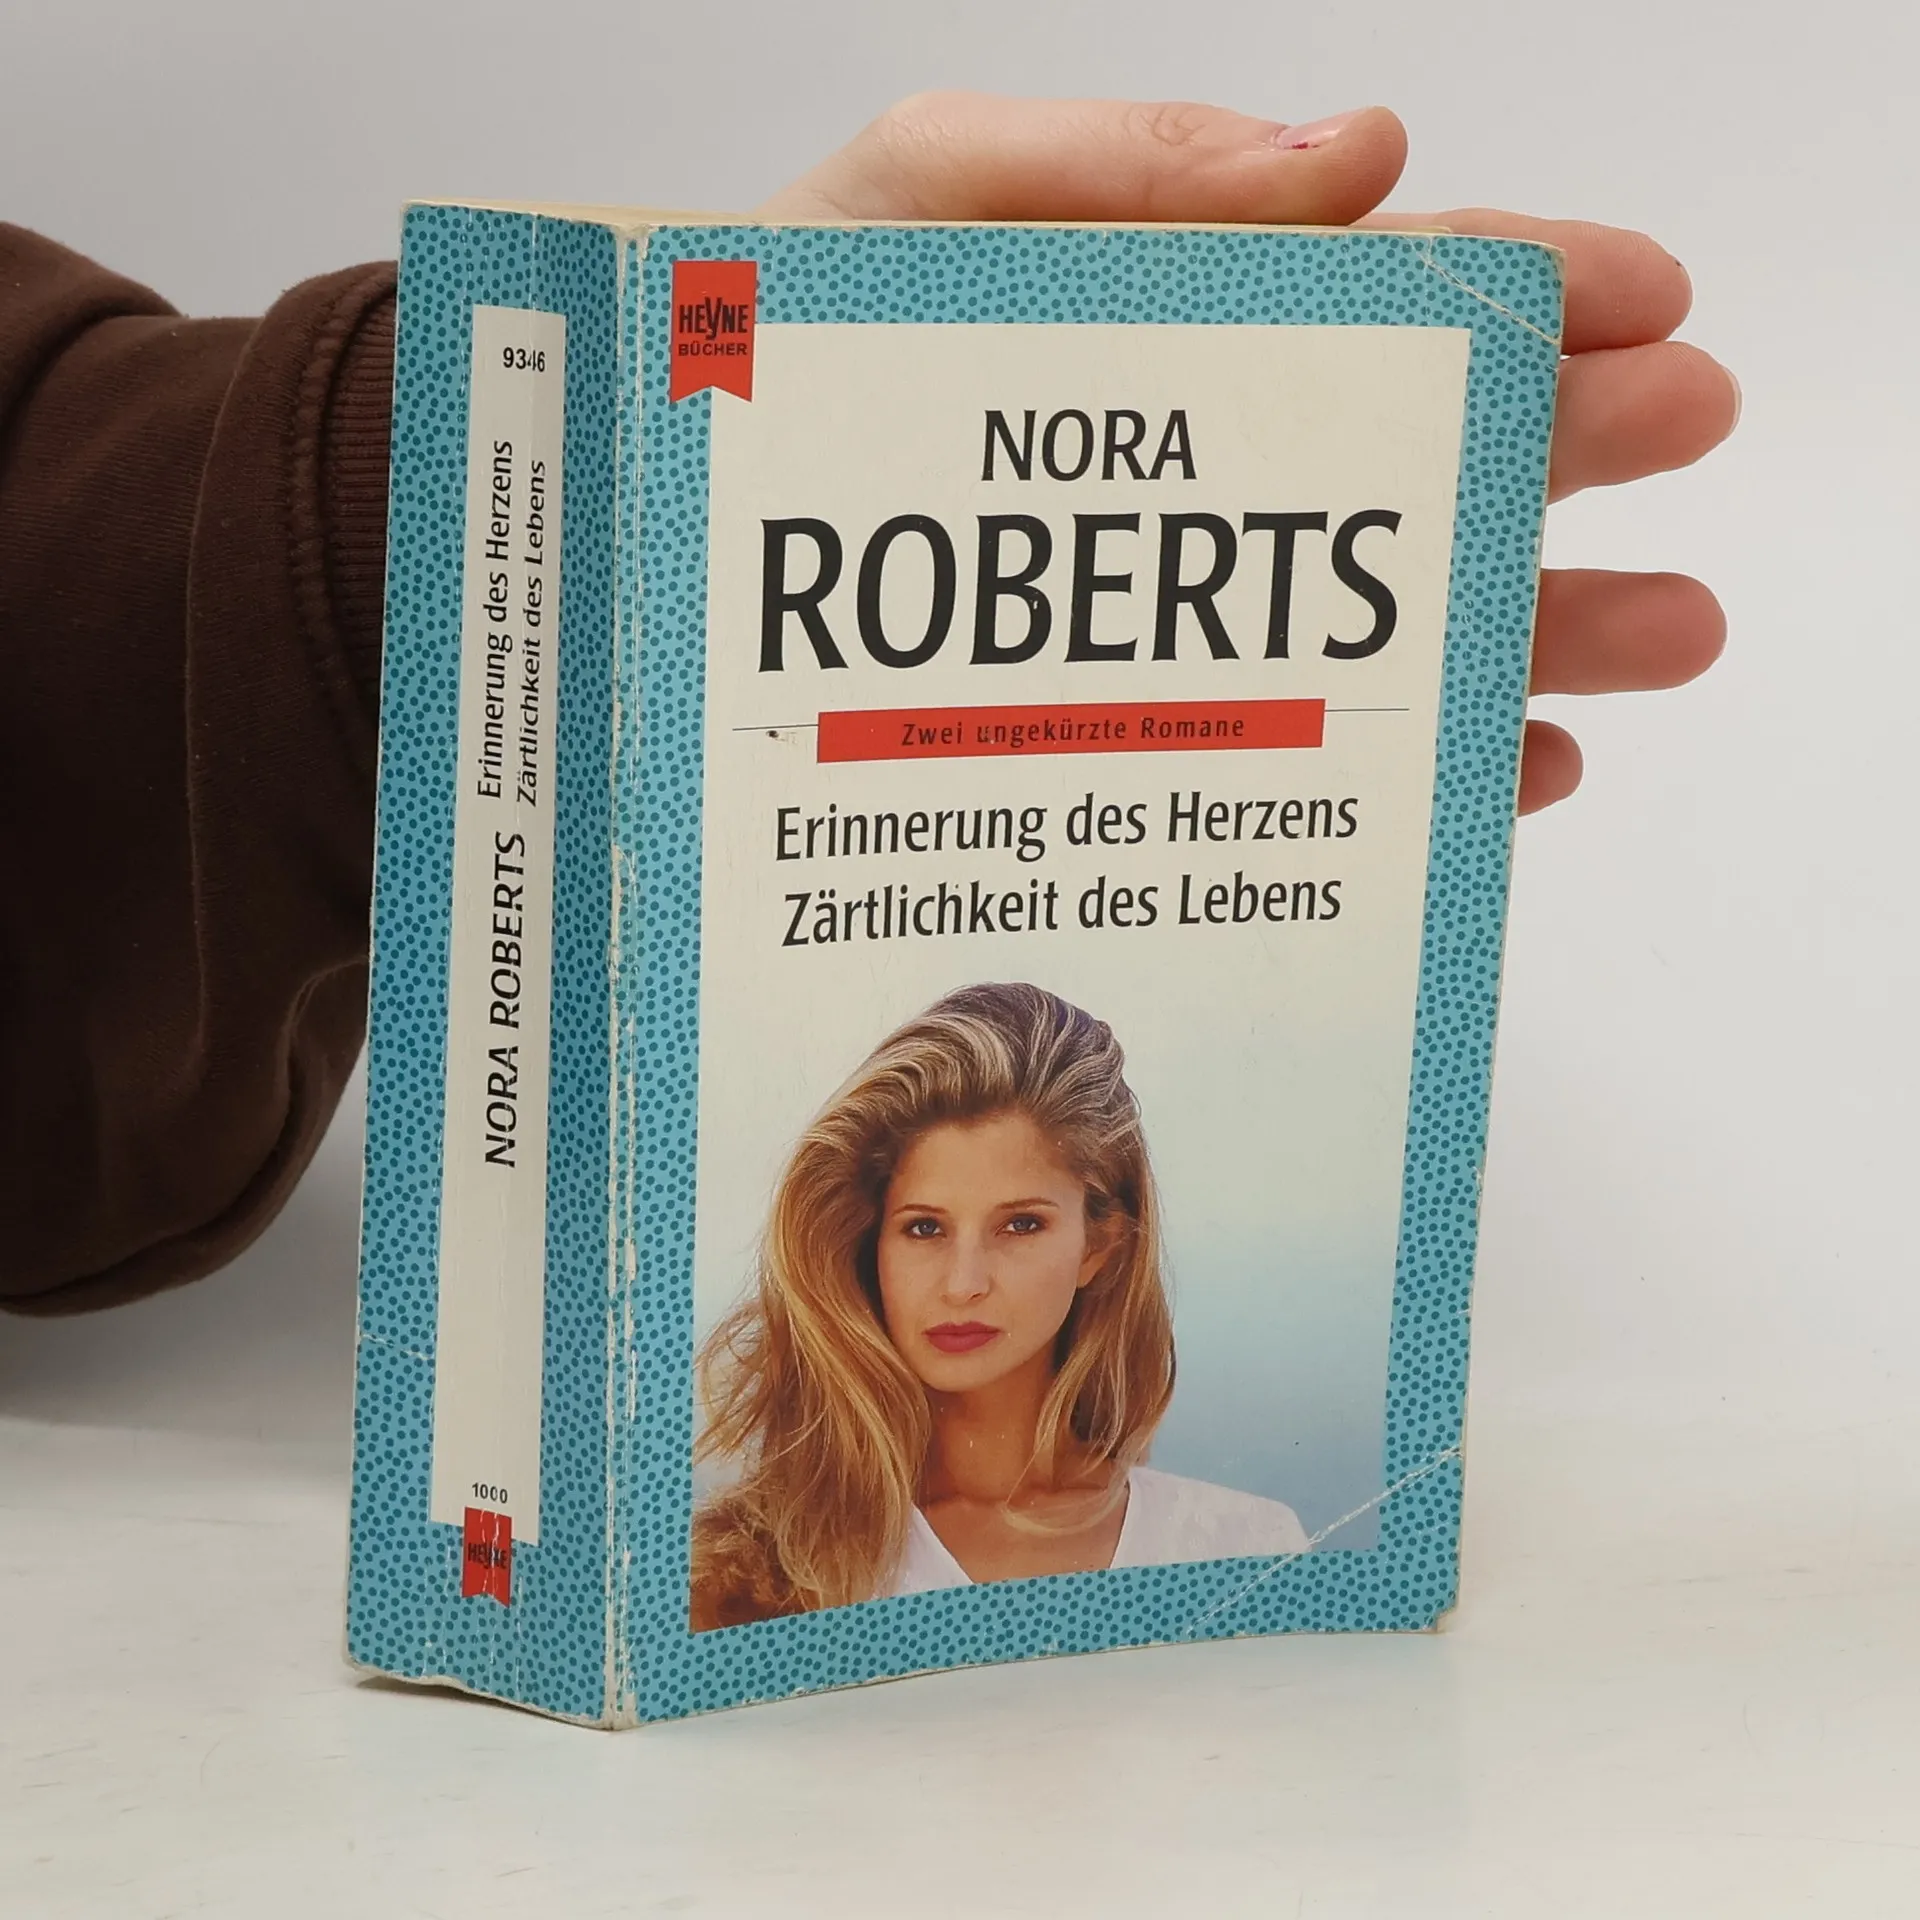 9346
Erinnerung des Herzens
Zärtlichkeit des Lebens
NORA ROBERTS
1000
HEYNE
HEYNE
BÜCHER
NORA
ROBERTS
Zwei ungekürzte Romane
Erinnerung des Herzens
Zärtlichkeit des Lebens